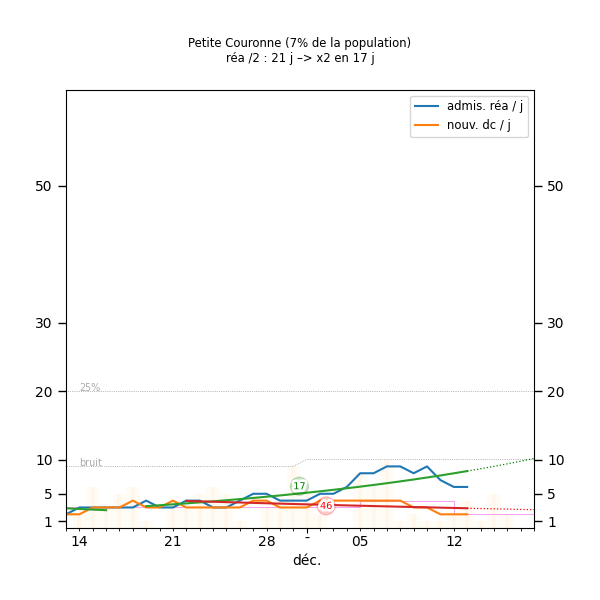 Petite Couronne (7% de la population)
réa /2 : 21 j –> x2 en 17 j
admis. réa / j
nouv. dc / j
50 50
30 30
25%
20 20
bruit
10 10
17
5 5
46
1 1
14 21 28 - 05 12
déc.